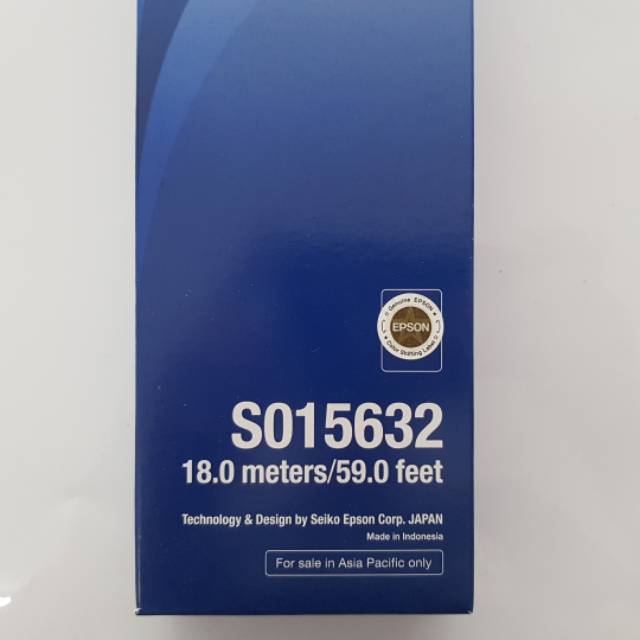 Genuine EPSON
EPSON
Color Shifting Label
S015632
18.0 meters/59.0 feet
Technology & Design by Seiko Epson Corp. JAPAN
Made in Indonesia
For sale in Asia Pacific only